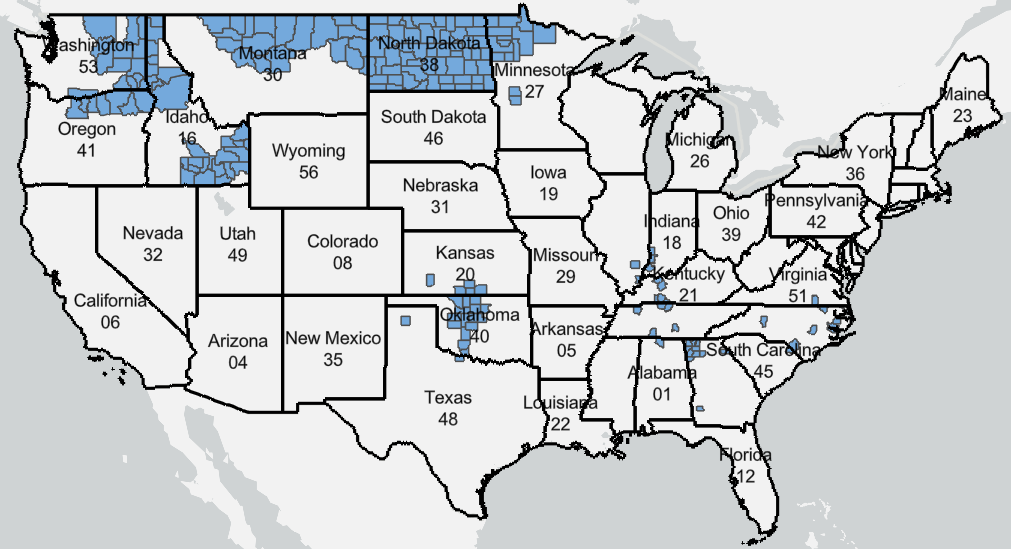 Washington
53
Montana
30
North Dakota
38
Minnesota
27
Maine
23
Oregon
41
Idaho
16
South Dakota
46
Michigan
26
New York
36
Wyoming
56
Iowa
19
Nebraska
31
Pennsylvania
42
Ohio
39
Indiana
18
Nevada
32
Utah
49
Colorado
08
Kansas
20
Missouri
29
Kentucky
21
Virginia
51
California
06
Oklahoma
40
Arkansas
05
Arizona
04
New Mexico
35
South Carolina
45
Alabama
01
Texas
48
Louisiana
22
Florida
12